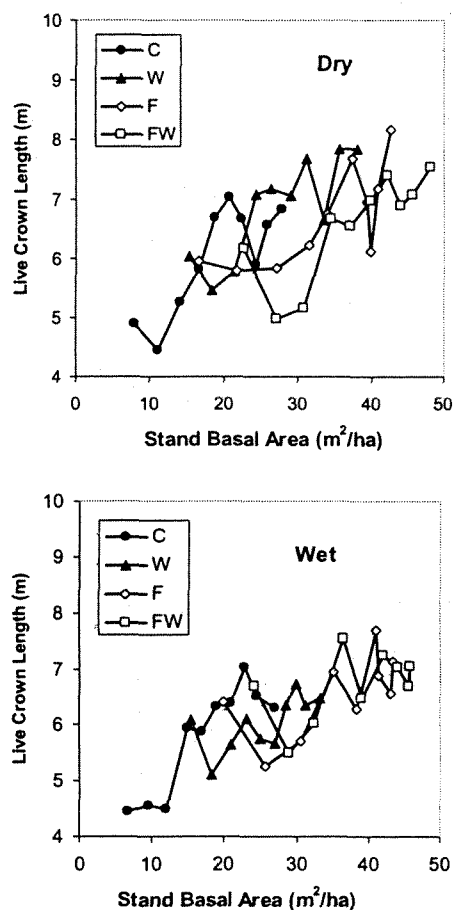 10
9
8
7
6
5
4
Live Crown Length (m)
C
W
F
FW
Dry
0 10 20 30 40 50
Stand Basal Area (m²/ha)
10
9
8
7
6
5
4
Live Crown Length (m)
C
W
F
FW
Wet
0 10 20 30 40 50
Stand Basal Area (m²/ha)